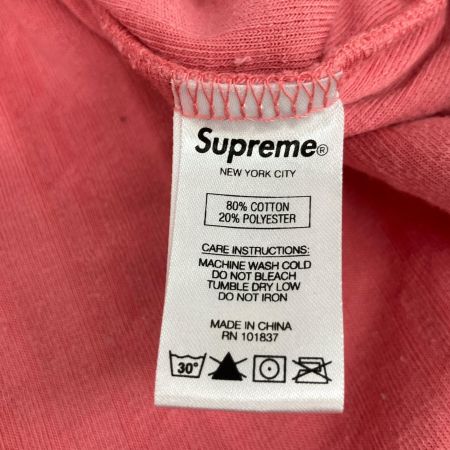 Supreme®
NEW YORK CITY
80% COTTON
20% POLYESTER
CARE INSTRUCTIONS:
MACHINE WASH COLD
DO NOT BLEACH
TUMBLE DRY LOW
DO NOT IRON
MADE IN CHINA
RN 101837
30°